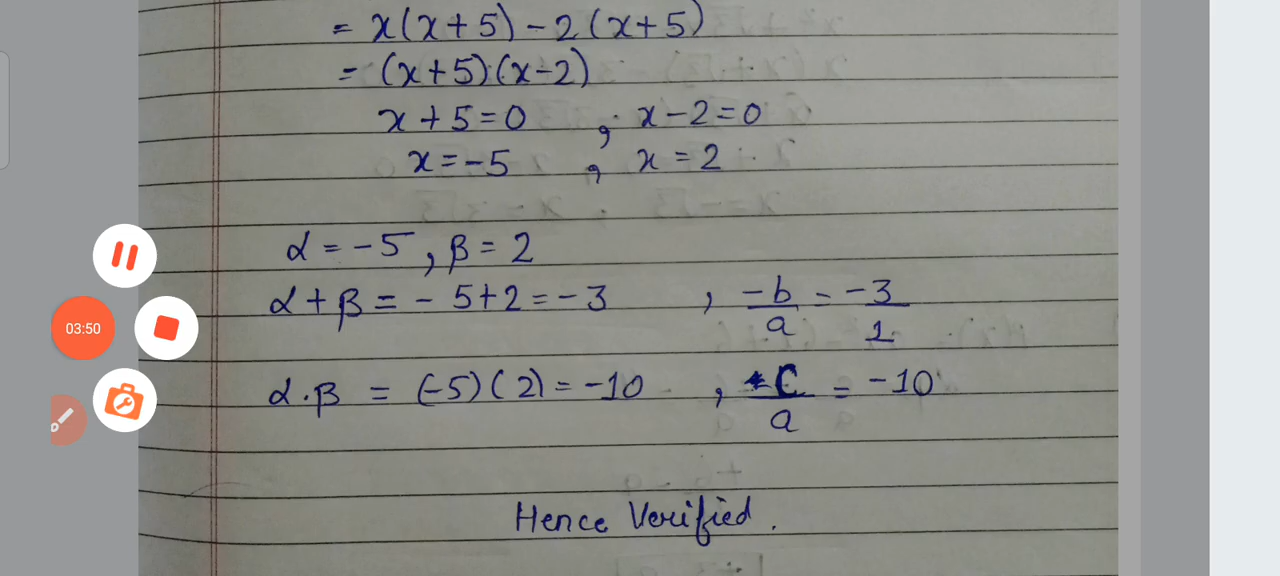 = x(x+5) - 2(x+5)
= (x+5)(x-2)
x+5=0 , x-2=0
x=-5 , x=2
α = -5, β = 2
α+β = -5+2 = -3 , -b/a = -3/1
α.β = (-5)(2) = -10 , c/a = -10
Hence Verified.
03:50